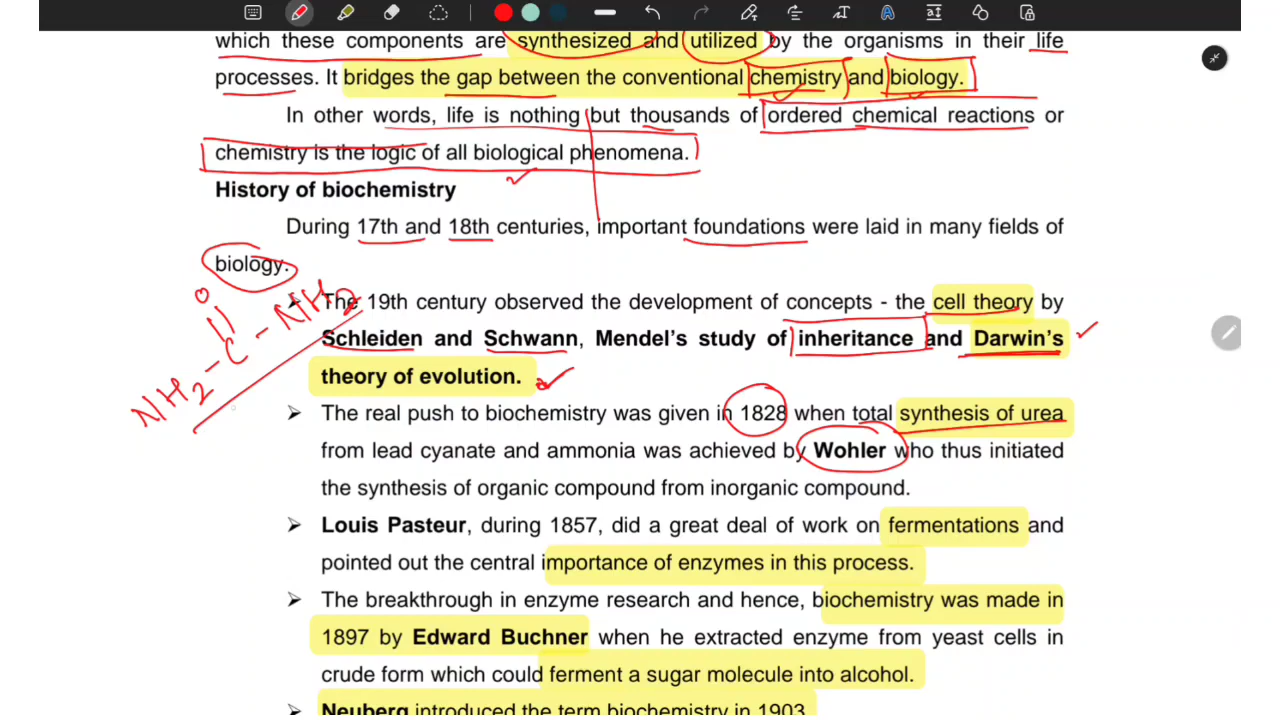 which these components are synthesized and utilized by the organisms in their life
processes. It bridges the gap between the conventional chemistry and biology.
In other words, life is nothing but thousands of ordered chemical reactions or
chemistry is the logic of all biological phenomena.
History of biochemistry
During 17th and 18th centuries, important foundations were laid in many fields of
biology.
➢ The 19th century observed the development of concepts - the cell theory by
Schleiden and Schwann, Mendel's study of inheritance and Darwin's
theory of evolution.
O
NH2-C-NH2
➢ The real push to biochemistry was given in 1828 when total synthesis of urea
from lead cyanate and ammonia was achieved by Wohler who thus initiated
the synthesis of organic compound from inorganic compound.
➢ Louis Pasteur, during 1857, did a great deal of work on fermentations and
pointed out the central importance of enzymes in this process.
➢ The breakthrough in enzyme research and hence, biochemistry was made in
1897 by Edward Buchner when he extracted enzyme from yeast cells in
crude form which could ferment a sugar molecule into alcohol.
➢ Neuberg introduced the term biochemistry in 1903.